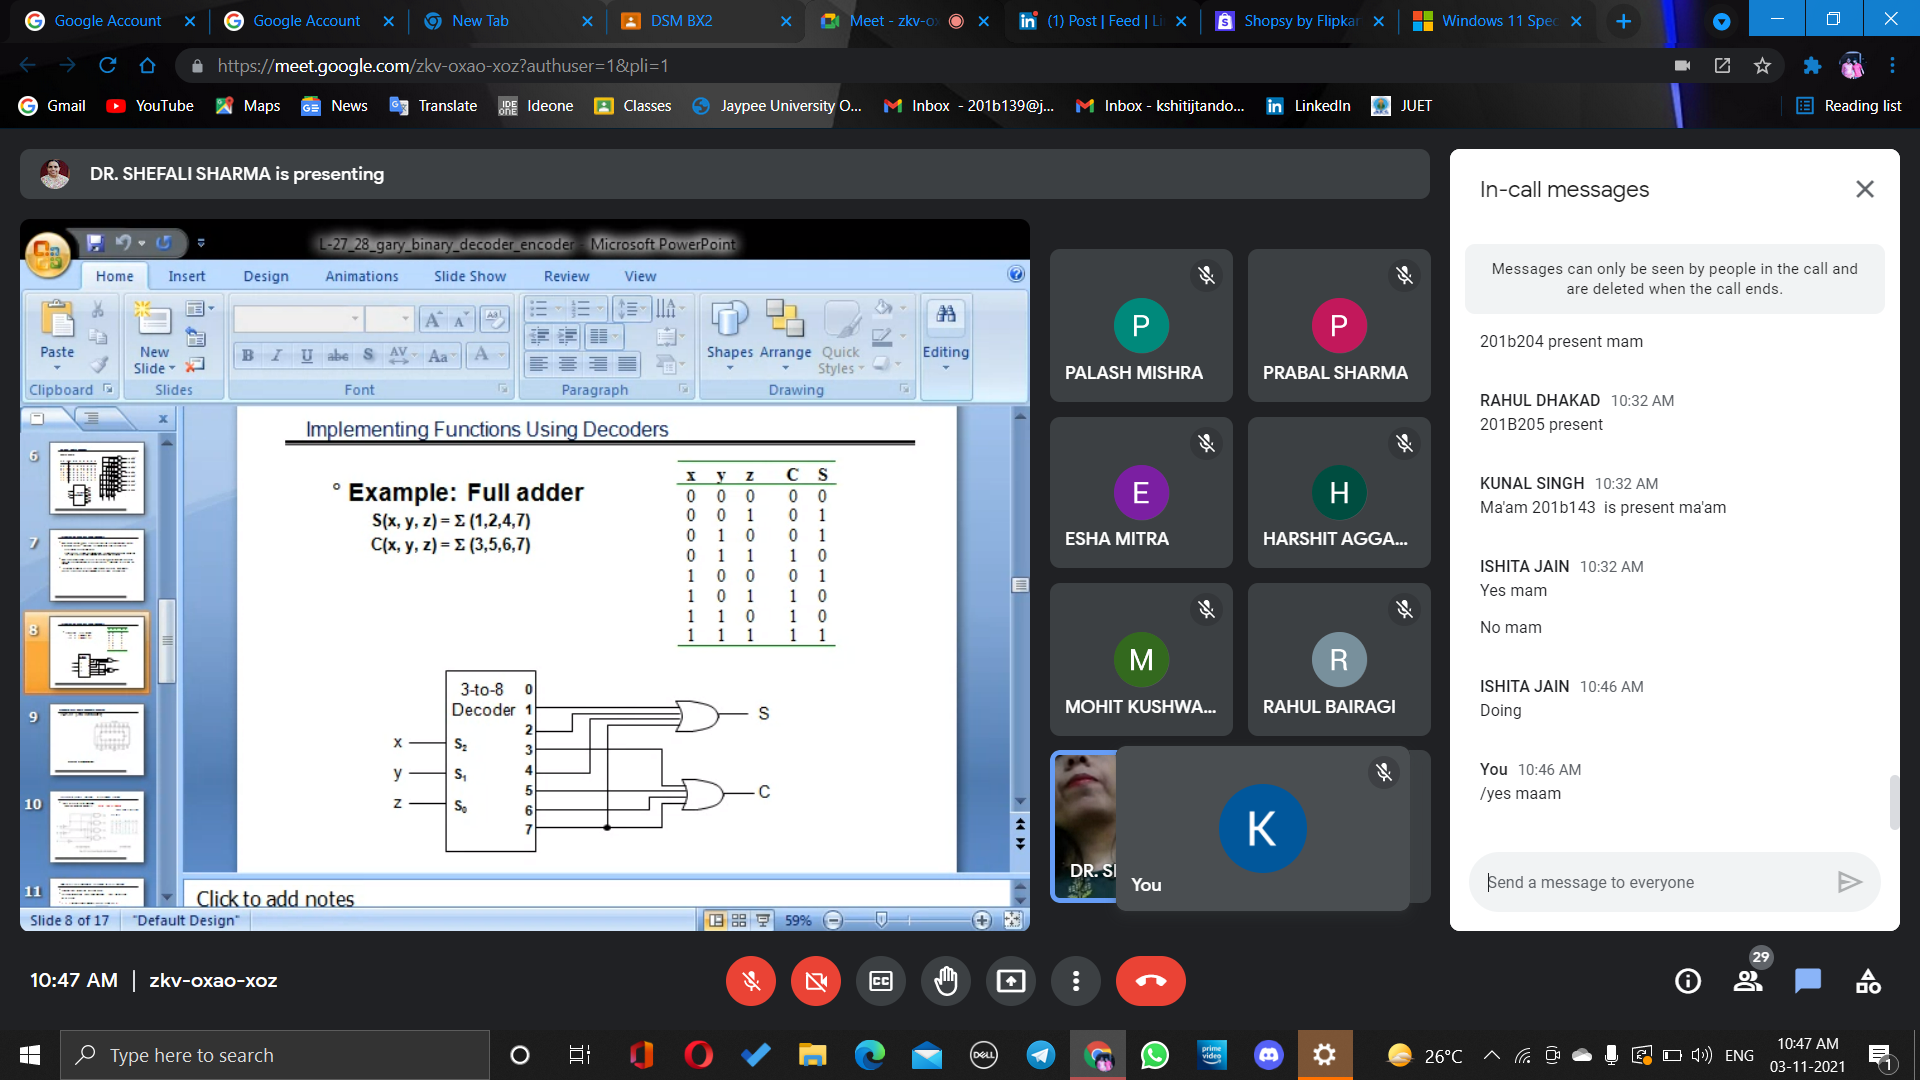 Google Account
Google Account
New Tab
DSM BX2
Meet - zkv-ox
(1) Post | Feed | Li
Shopsy by Flipkar
Windows 11 Spec
https://meet.google.com/zkv-oxao-xoz?authuser=1&pli=1
Gmail
YouTube
Maps
News
Translate
Ideone
Classes
Jaypee University O...
Inbox - 201b139@j...
Inbox - kshitijtando...
LinkedIn
JUET
Reading list
DR. SHEFALI SHARMA is presenting
L-27_28_gary_binary_decoder_encoder - Microsoft PowerPoint
Home Insert Design Animations Slide Show Review View
Paste
New
Slide
Shapes Arrange Quick
Styles
Editing
Clipboard Slides Font Paragraph Drawing
6
7
8
9
10
11
Implementing Functions Using Decoders
° Example: Full adder
S(x, y, z) = Σ (1,2,4,7)
C(x, y, z) = Σ (3,5,6,7)
x y z C S
0 0 0 0 0
0 0 1 0 1
0 1 0 0 1
0 1 1 1 0
1 0 0 0 1
1 0 1 1 0
1 1 0 1 0
1 1 1 1 1
3-to-8
Decoder
0
1
2
3
4
5
6
7
x S2
y S1
z S0
S
C
Click to add notes
Slide 8 of 17
"Default Design"
59%
P
PALASH MISHRA
P
PRABAL SHARMA
E
ESHA MITRA
H
HARSHIT AGGA...
M
MOHIT KUSHWA...
R
RAHUL BAIRAGI
DR. S
K
You
In-call messages
Messages can only be seen by people in the call and
are deleted when the call ends.
201b204 present mam
RAHUL DHAKAD 10:32 AM
201B205 present
KUNAL SINGH 10:32 AM
Ma'am 201b143 is present ma'am
ISHITA JAIN 10:32 AM
Yes mam
No mam
ISHITA JAIN 10:46 AM
Doing
You 10:46 AM
/yes maam
Send a message to everyone
10:47 AM | zkv-oxao-xoz
29
Type here to search
26°C
ENG
10:47 AM
03-11-2021
1